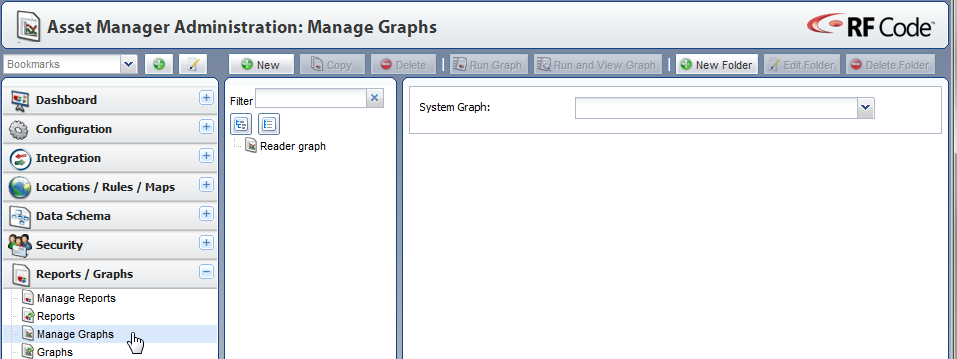 Asset Manager Administration: Manage Graphs
RF Code™
Bookmarks
New
Copy
Delete
Run Graph
Run and View Graph
New Folder
Edit Folder
Delete Folder
Dashboard
Configuration
Integration
Locations / Rules / Maps
Data Schema
Security
Reports / Graphs
Manage Reports
Reports
Manage Graphs
Graphs
Filter
Reader graph
System Graph: